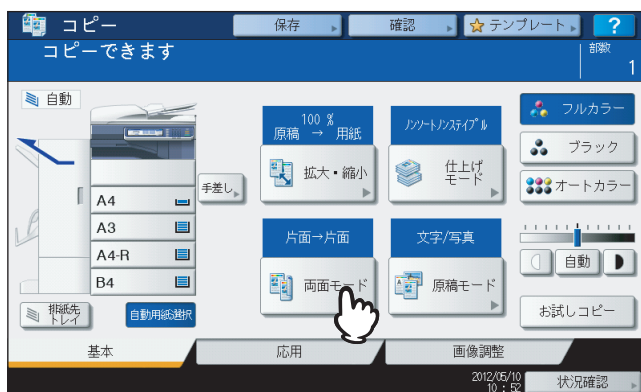 コピー
保存
確認
テンプレート
?
コピーできます
部数
1
自動
100 %
原稿 → 用紙
拡大・縮小
ノンソートノンステイプル
仕上げ
モード
フルカラー
ブラック
オートカラー
手差し
A4
A3
A4-R
B4
片面→片面
両面モード
文字/写真
原稿モード
自動
お試しコピー
排紙先
トレイ
自動用紙選択
基本
応用
画像調整
2012/05/10
10:52
状況確認